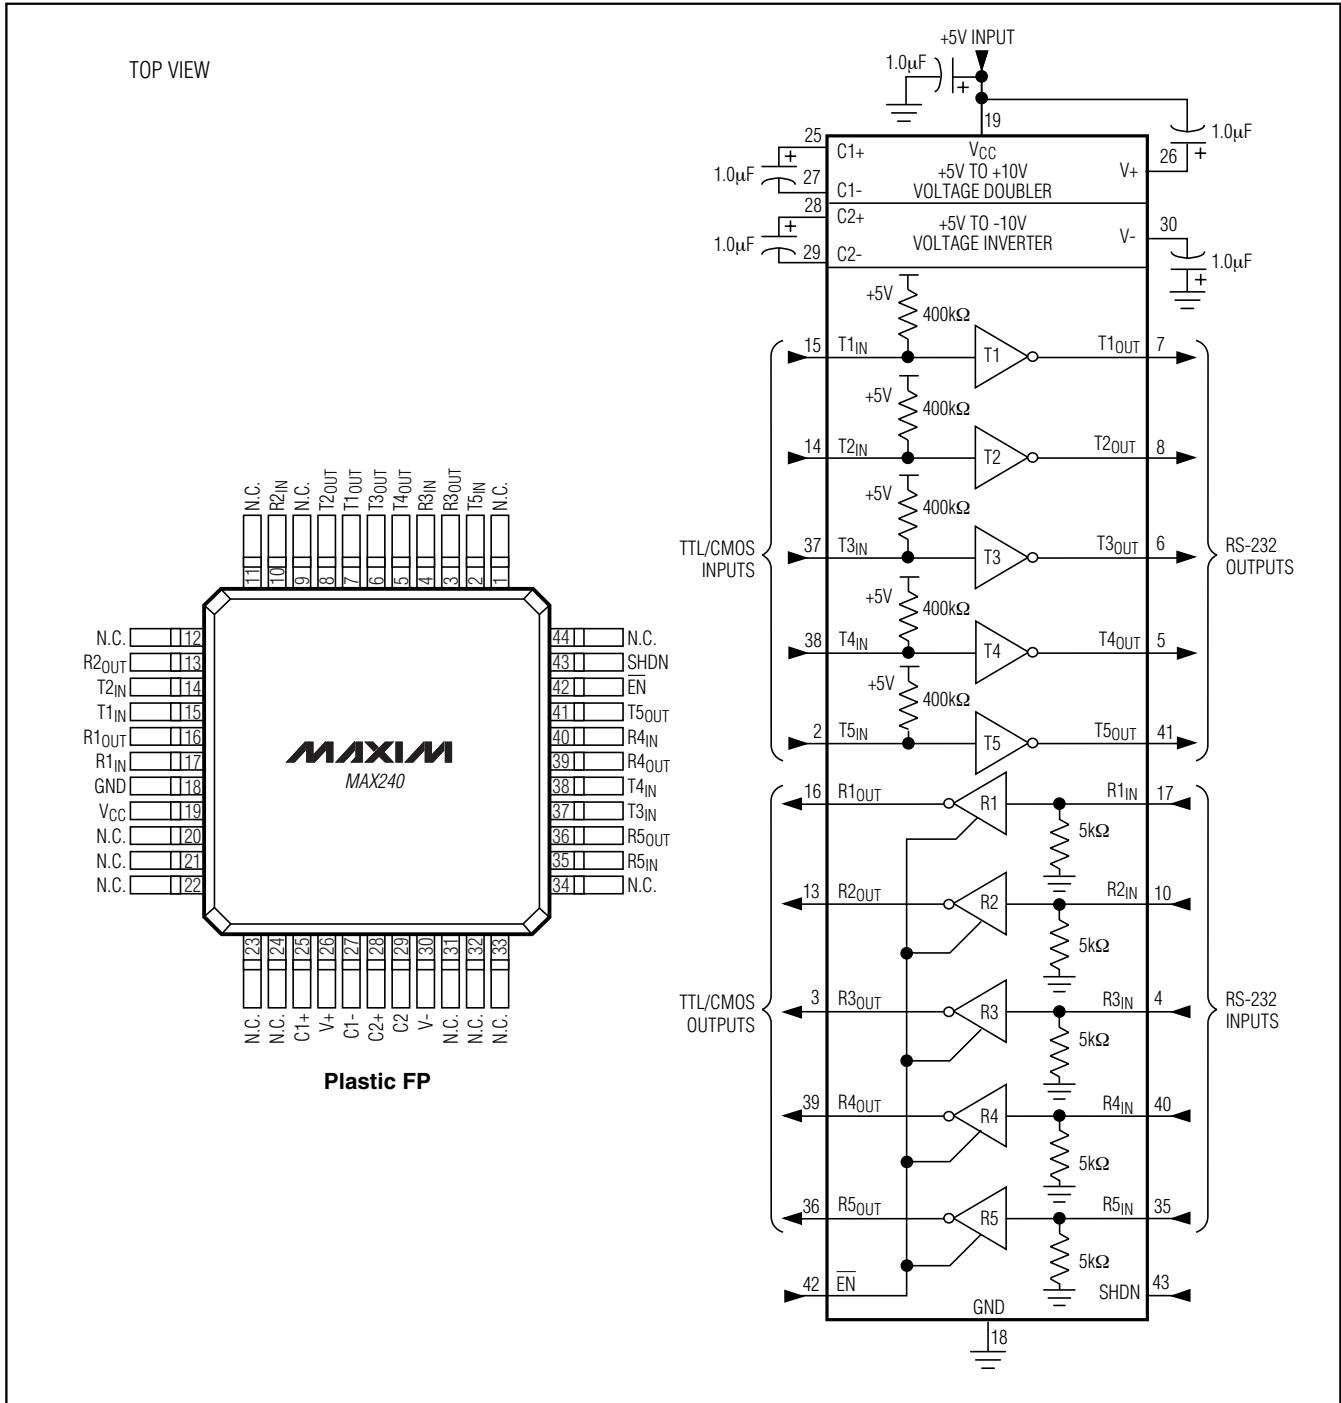 TOP VIEW
N.C.
R2IN
N.C.
T2OUT
T1OUT
T3OUT
T4OUT
R3IN
R3OUT
T5IN
N.C.
11
10
9
8
7
6
5
4
3
2
1
N.C. 12
R2OUT 13
T2IN 14
T1IN 15
R1OUT 16
R1IN 17
GND 18
VCC 19
N.C. 20
N.C. 21
N.C. 22
MAXIM
MAX240
44 N.C.
43 SHDN
42 E̅N̅
41 T5OUT
40 R4IN
39 R4OUT
38 T4IN
37 T3IN
36 R5OUT
35 R5IN
34 N.C.
23
24
25
26
27
28
29
30
31
32
33
N.C.
N.C.
C1+
V+
C1-
C2+
C2
V-
N.C.
N.C.
N.C.
Plastic FP
+5V INPUT
1.0μF
+
19
1.0μF
+
25
C1+
VCC
+5V TO +10V
VOLTAGE DOUBLER
V+
26
1.0μF
+
27
C1-
28
C2+
+5V TO -10V
VOLTAGE INVERTER
V-
30
1.0μF
+
29
C2-
1.0μF
+
+5V
400kΩ
15 T1IN T1 T1OUT 7
+5V
400kΩ
14 T2IN T2 T2OUT 8
+5V
400kΩ
TTL/CMOS
INPUTS
37 T3IN T3 T3OUT 6
RS-232
OUTPUTS
+5V
400kΩ
38 T4IN T4 T4OUT 5
+5V
400kΩ
2 T5IN T5 T5OUT 41
16 R1OUT R1 R1IN 17
5kΩ
13 R2OUT R2 R2IN 10
5kΩ
TTL/CMOS
OUTPUTS
3 R3OUT R3 R3IN 4
RS-232
INPUTS
5kΩ
39 R4OUT R4 R4IN 40
5kΩ
36 R5OUT R5 R5IN 35
5kΩ
42 E̅N̅
SHDN 43
GND
18